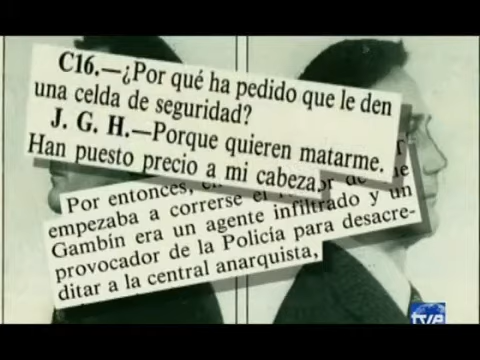 C16.—¿Por qué ha pedido que le den
una celda de seguridad?
J. G. H.—Porque quieren matarme.
Han puesto precio a mi cabeza.
Por entonces,
empezaba a correrse el
Gambín era un agente infiltrado y un
provocador de la Policía para desacre-
ditar a la central anarquista,
tve